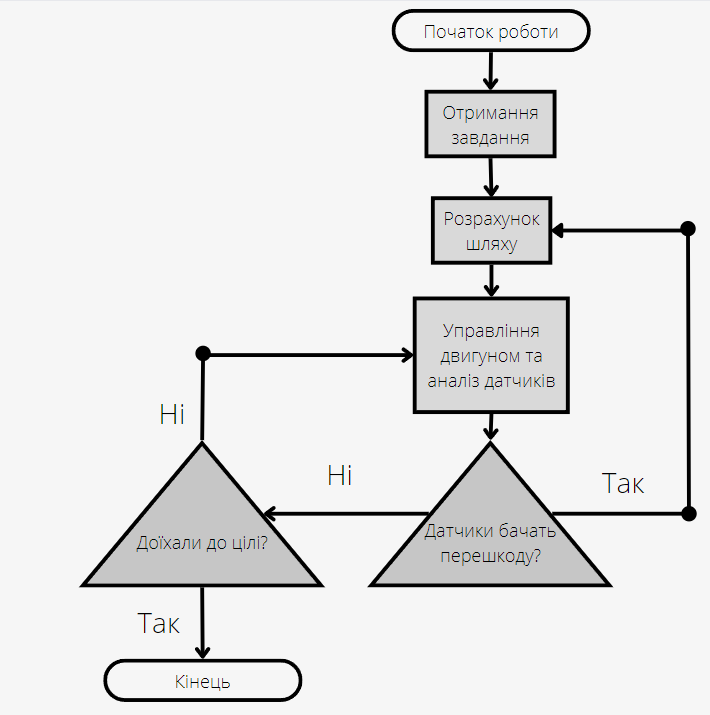 Початок роботи
Отримання
завдання
Розрахунок
шляху
Управління
двигуном та
аналіз датчиків
Ні
Ні
Так
Датчики бачать
перешкоду?
Доїхали до цілі?
Так
Кінець